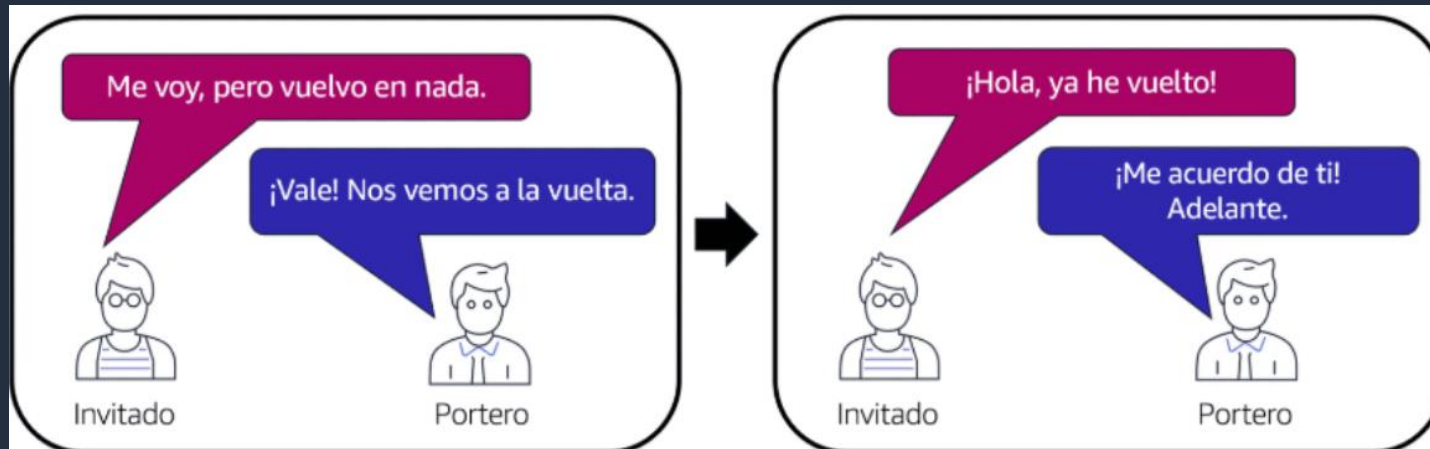 Me voy, pero vuelvo en nada.
¡Vale! Nos vemos a la vuelta.
Invitado
Portero
¡Hola, ya he vuelto!
¡Me acuerdo de ti!
Adelante.
Invitado
Portero